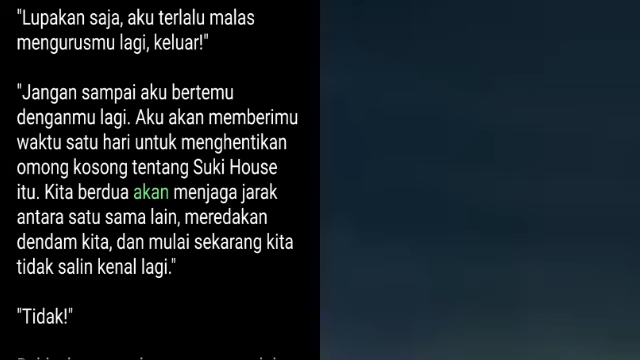 "Lupakan saja, aku terlalu malas
mengurusmu lagi, keluar!"
"Jangan sampai aku bertemu
denganmu lagi. Aku akan memberimu
waktu satu hari untuk menghentikan
omong kosong tentang Suki House
itu. Kita berdua akan menjaga jarak
antara satu sama lain, meredakan
dendam kita, dan mulai sekarang kita
tidak salin kenal lagi."
"Tidak!"